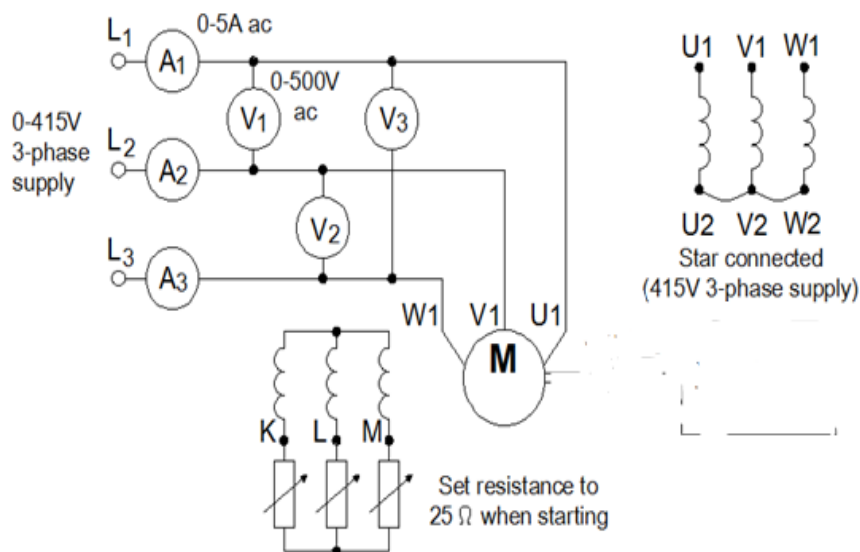 L1
0-5A ac
A1
0-500V
ac
V1
V3
0-415V
3-phase
supply
L2
A2
V2
L3
A3
U1 V1 W1
U2 V2 W2
Star connected
(415V 3-phase supply)
W1 V1 U1
M
K L M
Set resistance to
25 Ω when starting